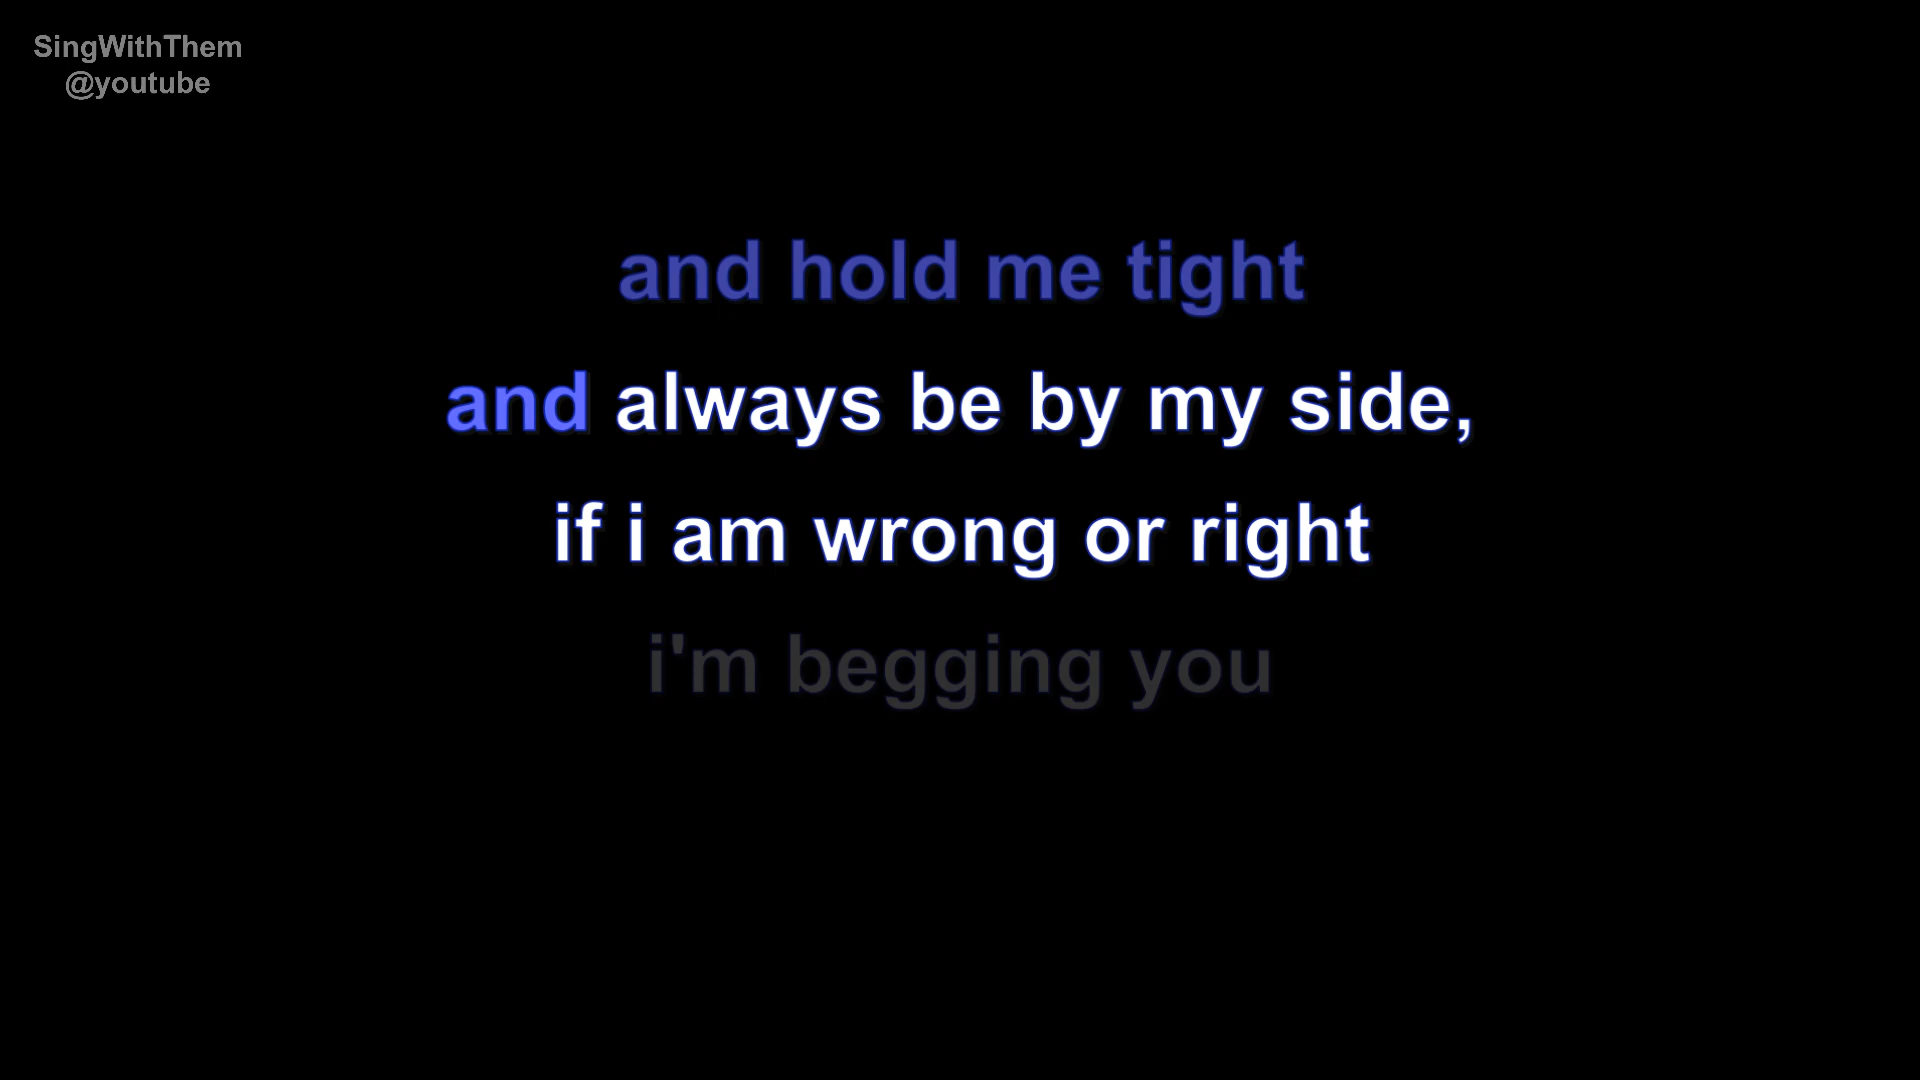 SingWithThem
@youtube
and hold me tight
and always be by my side,
if i am wrong or right
i'm begging you